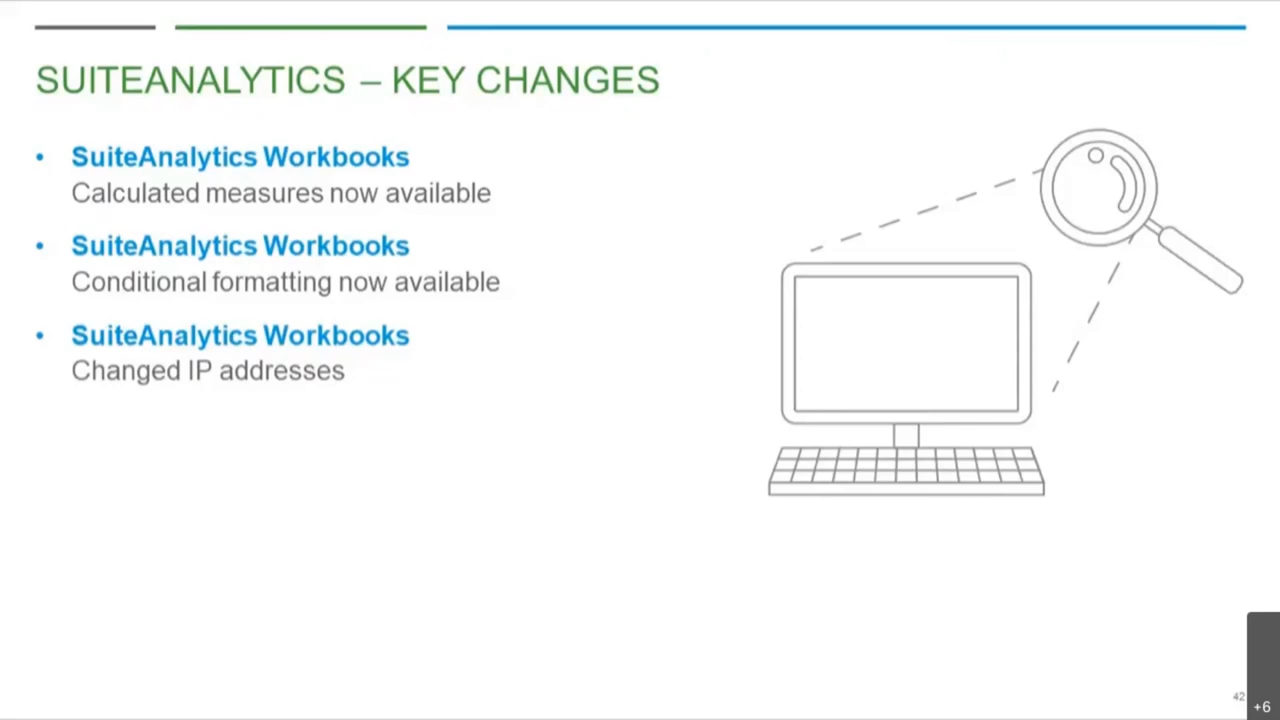 SUITEANALYTICS – KEY CHANGES
• SuiteAnalytics Workbooks
Calculated measures now available
• SuiteAnalytics Workbooks
Conditional formatting now available
• SuiteAnalytics Workbooks
Changed IP addresses
42
+6